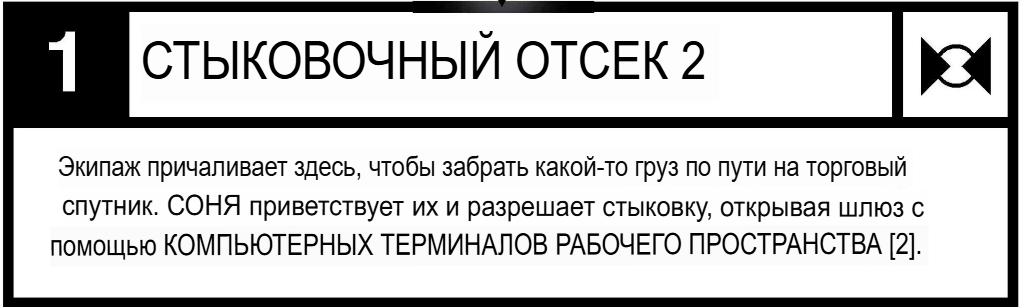 1
СТЫКОВОЧНЫЙ ОТСЕК 2
Экипаж причаливает здесь, чтобы забрать какой-то груз по пути на торговый
спутник. СОНЯ приветствует их и разрешает стыковку, открывая шлюз с
помощью КОМПЬЮТЕРНЫХ ТЕРМИНАЛОВ РАБОЧЕГО ПРОСТРАНСТВА [2].